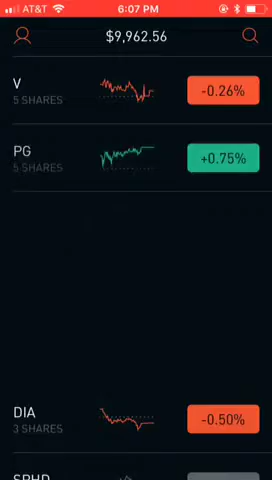 AT&T 6:07 PM
$9,962.56
V
5 SHARES
-0.26%
PG
5 SHARES
+0.75%
DIA
3 SHARES
-0.50%
SPHD